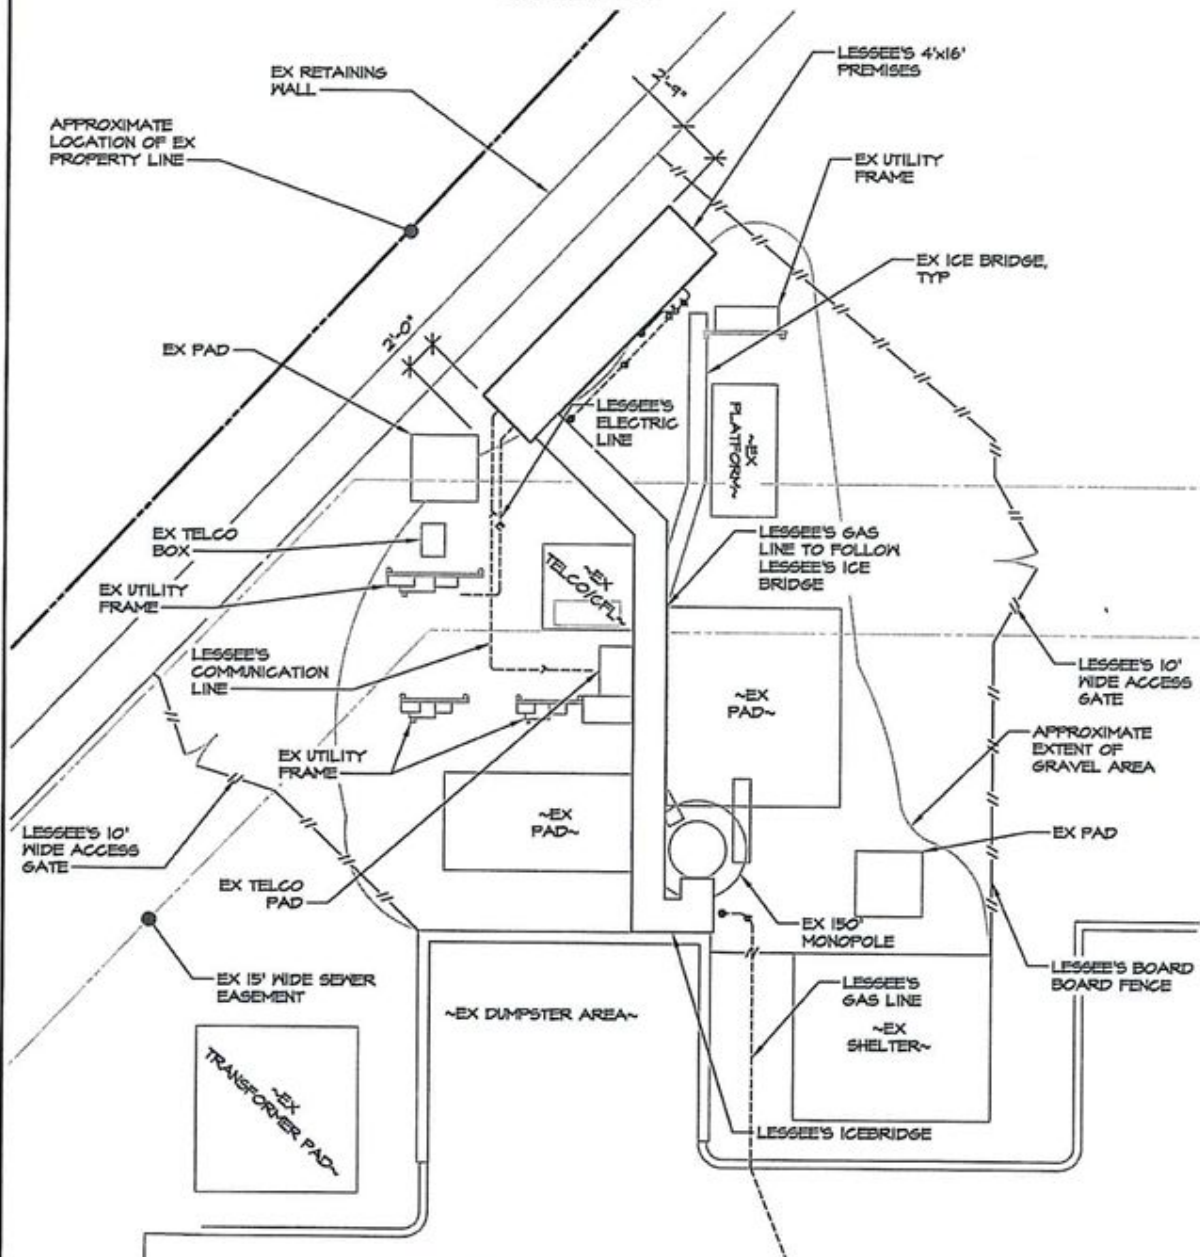 LESSEE'S 4'x16'
PREMISES
EX RETAINING
WALL
2'-9"
APPROXIMATE
LOCATION OF EX
PROPERTY LINE
EX UTILITY
FRAME
EX ICE BRIDGE,
TYP
2'-0"
EX PAD
LESSEE'S
ELECTRIC
LINE
~EX
PLATFORM~
EX TELCO
BOX
LESSEE'S GAS
LINE TO FOLLOW
LESSEE'S ICE
BRIDGE
~EX
TELCO/CFL~
EX UTILITY
FRAME
LESSEE'S
COMMUNICATION
LINE
LESSEE'S 10'
WIDE ACCESS
GATE
~EX
PAD~
APPROXIMATE
EXTENT OF
GRAVEL AREA
EX UTILITY
FRAME
~EX
PAD~
LESSEE'S 10'
WIDE ACCESS
GATE
EX PAD
EX TELCO
PAD
EX 150'
MONOPOLE
EX 15' WIDE SEWER
EASEMENT
LESSEE'S BOARD
BOARD FENCE
LESSEE'S
GAS LINE
~EX DUMPSTER AREA~
~EX
SHELTER~
~EX
TRANSFORMER PAD~
LESSEE'S ICEBRIDGE